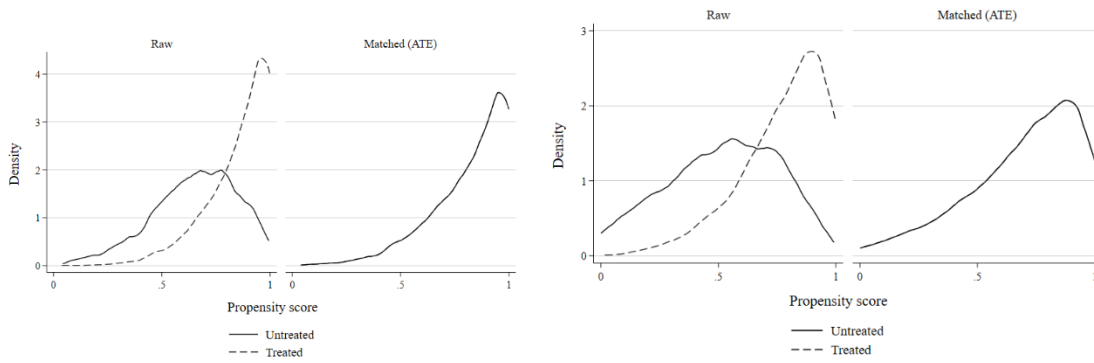 Raw
Matched (ATE)
Density
4
3
2
1
0
0
.5
1
0
.5
1
Propensity score
Untreated
Treated
Raw
Matched (ATE)
Density
3
2
1
0
0
.5
1
0
.5
1
Propensity score
Untreated
Treated